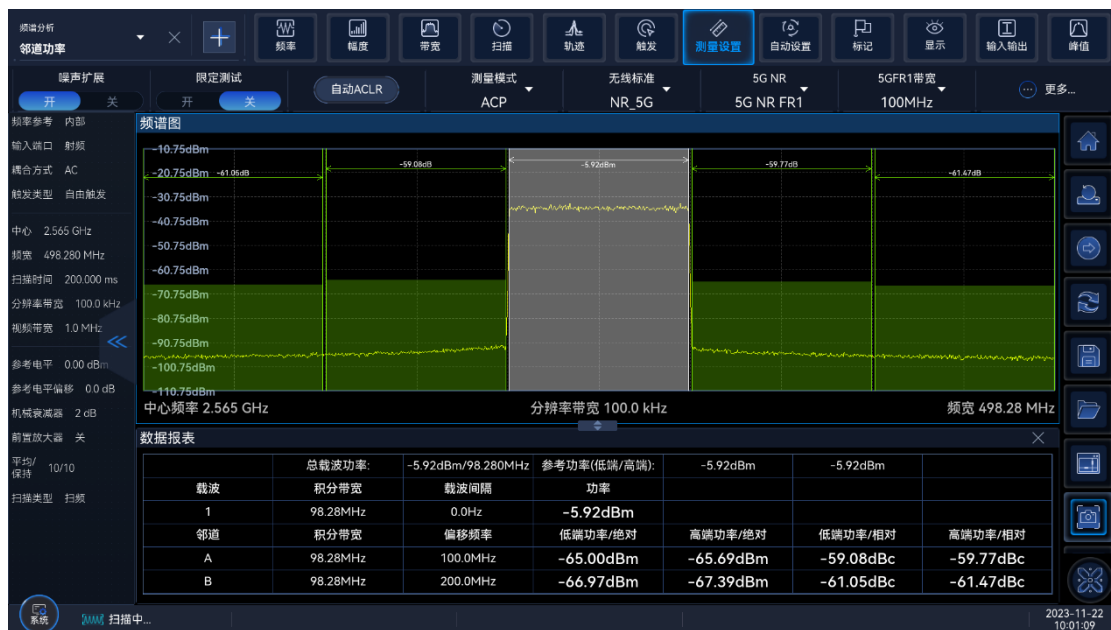 频谱分析
邻道功率
频率 幅度 带宽 扫描 轨迹 触发 测量设置 自动设置 标记 显示 输入输出 峰值
噪声扩展 限定测试 自动ACLR 测量模式 无线标准 5G NR 5GFR1带宽 更多...
开 关 开 关 ACP NR_5G 5G NR FR1 100MHz
频率参考 内部
输入端口 射频
耦合方式 AC
触发类型 自由触发
中心 2.565 GHz
频宽 498.280 MHz
扫描时间 200.000 ms
分辨率带宽 100.0 kHz
视频带宽 1.0 MHz
参考电平 0.00 dBm
参考电平偏移 0.0 dB
机械衰减器 2 dB
前置放大器 关
平均/保持 10/10
扫描类型 扫频
频谱图
-10.75dBm
-20.75dBm
-30.75dBm
-40.75dBm
-50.75dBm
-60.75dBm
-70.75dBm
-80.75dBm
-90.75dBm
-100.75dBm
-110.75dBm
-61.05dB -59.08dB -5.92dBm -59.77dB -61.47dB
中心频率 2.565 GHz 分辨率带宽 100.0 kHz 频宽 498.28 MHz
数据报表
总载波功率: -5.92dBm/98.280MHz 参考功率(低端/高端): -5.92dBm -5.92dBm
载波 积分带宽 载波间隔 功率
1 98.28MHz 0.0Hz -5.92dBm
邻道 积分带宽 偏移频率 低端功率/绝对 高端功率/绝对 低端功率/相对 高端功率/相对
A 98.28MHz 100.0MHz -65.00dBm -65.69dBm -59.08dBc -59.77dBc
B 98.28MHz 200.0MHz -66.97dBm -67.39dBm -61.05dBc -61.47dBc
系统 扫描中...
2023-11-22
10:01:09